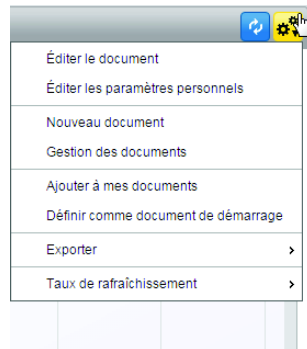 Éditer le document
Éditer les paramètres personnels
Nouveau document
Gestion des documents
Ajouter à mes documents
Définir comme document de démarrage
Exporter
Taux de rafraîchissement